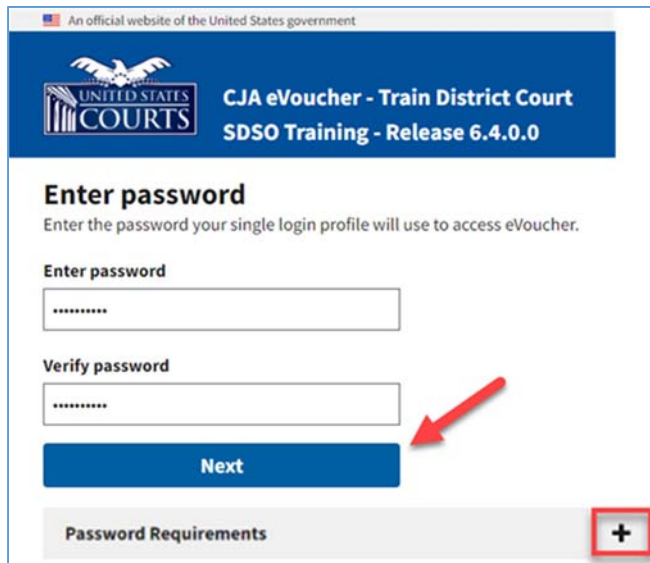 An official website of the United States government
UNITED STATES
COURTS
CJA eVoucher - Train District Court
SDSO Training - Release 6.4.0.0
Enter password
Enter the password your single login profile will use to access eVoucher.
Enter password
••••••••••
Verify password
••••••••••
Next
Password Requirements +